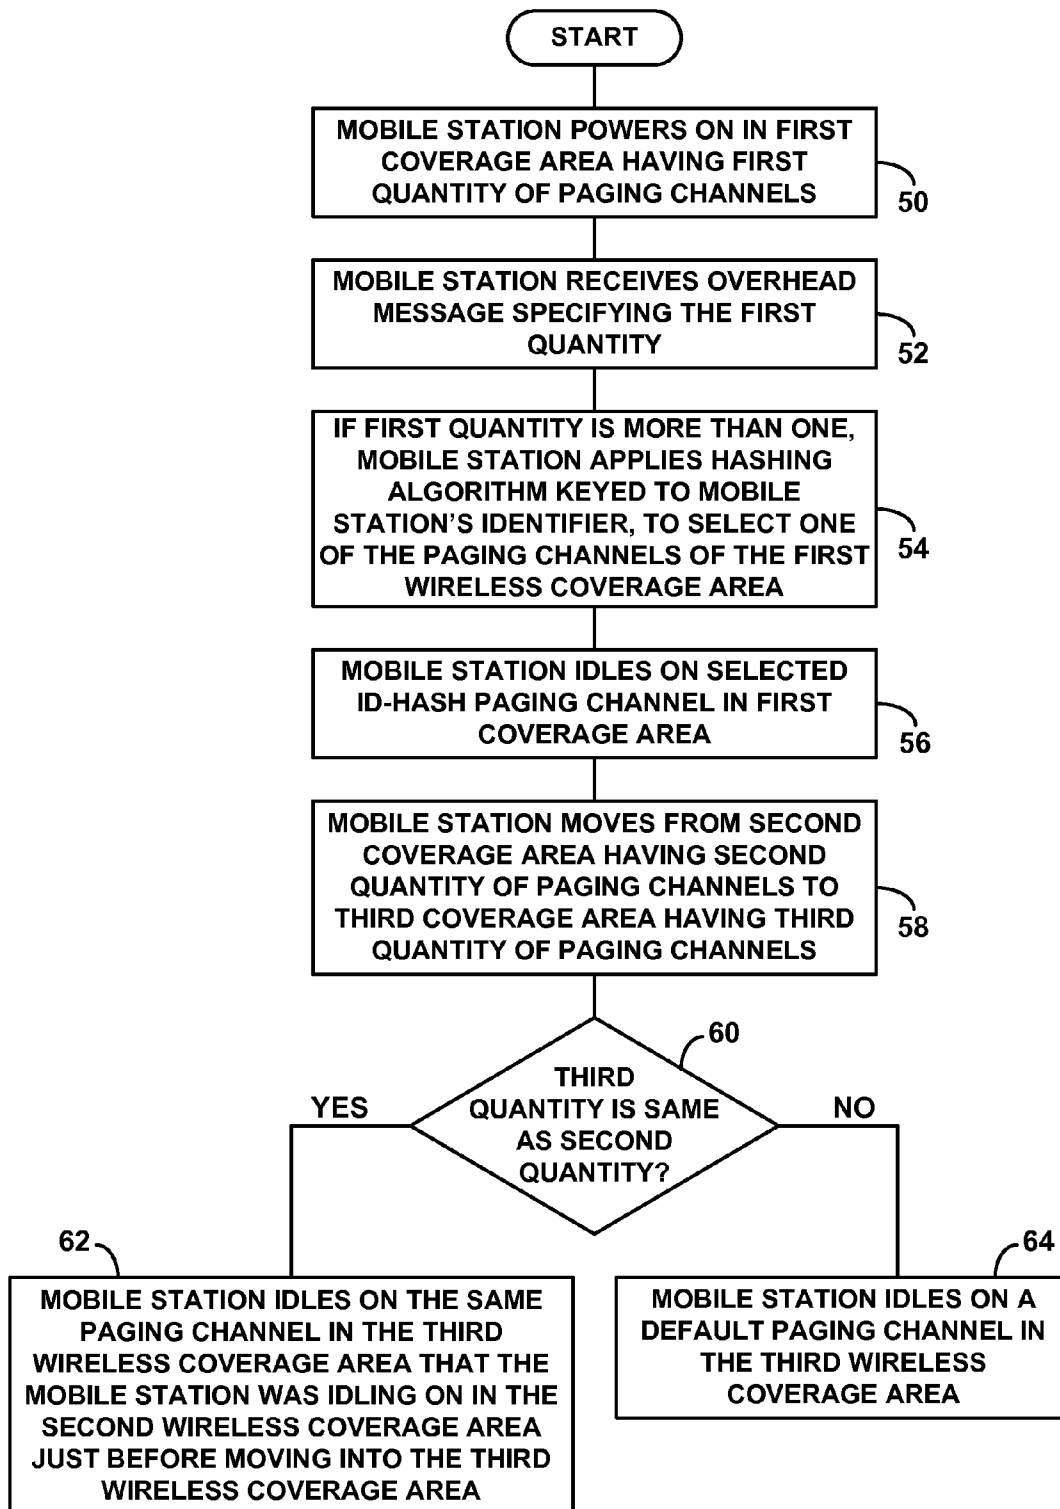 START
MOBILE STATION POWERS ON IN FIRST
COVERAGE AREA HAVING FIRST
QUANTITY OF PAGING CHANNELS
50
MOBILE STATION RECEIVES OVERHEAD
MESSAGE SPECIFYING THE FIRST
QUANTITY
52
IF FIRST QUANTITY IS MORE THAN ONE,
MOBILE STATION APPLIES HASHING
ALGORITHM KEYED TO MOBILE
STATION'S IDENTIFIER, TO SELECT ONE
OF THE PAGING CHANNELS OF THE FIRST
WIRELESS COVERAGE AREA
54
MOBILE STATION IDLES ON SELECTED
ID-HASH PAGING CHANNEL IN FIRST
COVERAGE AREA
56
MOBILE STATION MOVES FROM SECOND
COVERAGE AREA HAVING SECOND
QUANTITY OF PAGING CHANNELS TO
THIRD COVERAGE AREA HAVING THIRD
QUANTITY OF PAGING CHANNELS
58
60
THIRD
QUANTITY IS SAME
AS SECOND
QUANTITY?
YES
NO
62
MOBILE STATION IDLES ON THE SAME
PAGING CHANNEL IN THE THIRD
WIRELESS COVERAGE AREA THAT THE
MOBILE STATION WAS IDLING ON IN THE
SECOND WIRELESS COVERAGE AREA
JUST BEFORE MOVING INTO THE THIRD
WIRELESS COVERAGE AREA
64
MOBILE STATION IDLES ON A
DEFAULT PAGING CHANNEL IN
THE THIRD WIRELESS
COVERAGE AREA